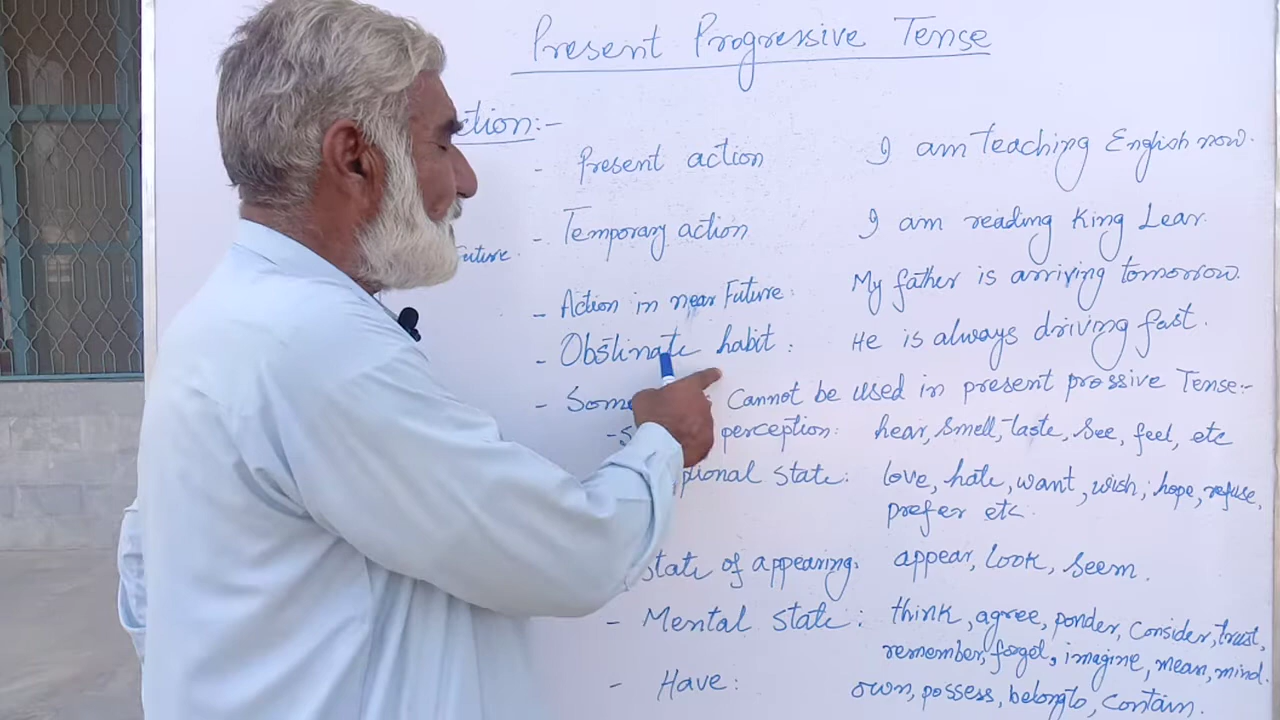 Present Progressive Tense
ction:-
- Present action I am teaching English now.
- Temporary action I am reading King Lear.
Future.
- Action in near Future: My father is arriving tomorrow.
- Obstinate habit: He is always driving fast.
- Some Cannot be used in present prossive Tense:-
- S perception: hear, smell, taste, see, feel, etc
tional state: love, hate, want, wish, hope, refuse,
prefer etc.
State of appearing: appear, look, seem.
- Mental state: think, agree, ponder, consider, trust,
remember, forget, imagine, mean, mind.
- Have: own, possess, belong to, contain.